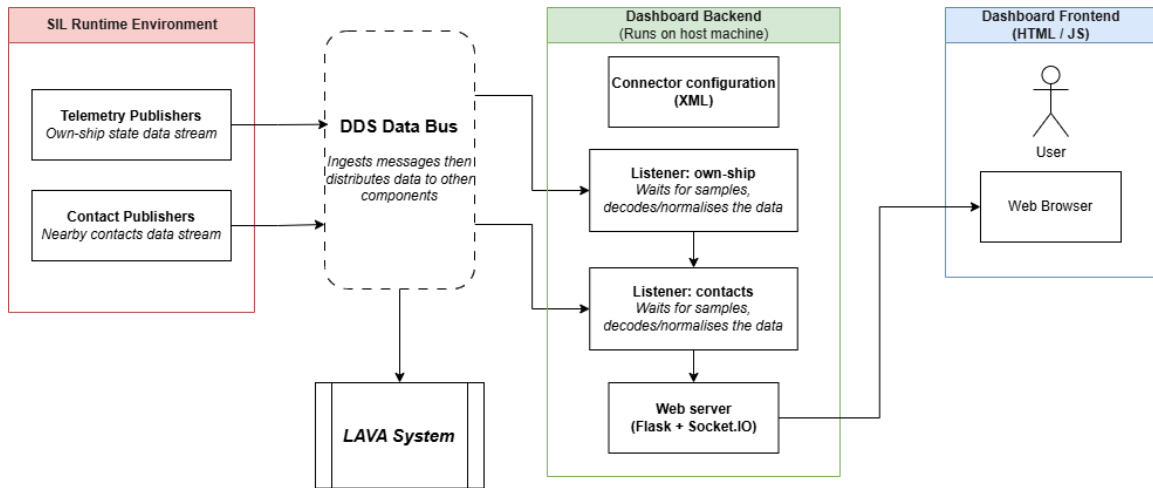 SIL Runtime Environment
Telemetry Publishers
Own-ship state data stream
Contact Publishers
Nearby contacts data stream
DDS Data Bus
Ingests messages then
distributes data to other
components
LAVA System
Dashboard Backend
(Runs on host machine)
Connector configuration
(XML)
Listener: own-ship
Waits for samples,
decodes/normalises the data
Listener: contacts
Waits for samples,
decodes/normalises the data
Web server
(Flask + Socket.IO)
Dashboard Frontend
(HTML / JS)
User
Web Browser